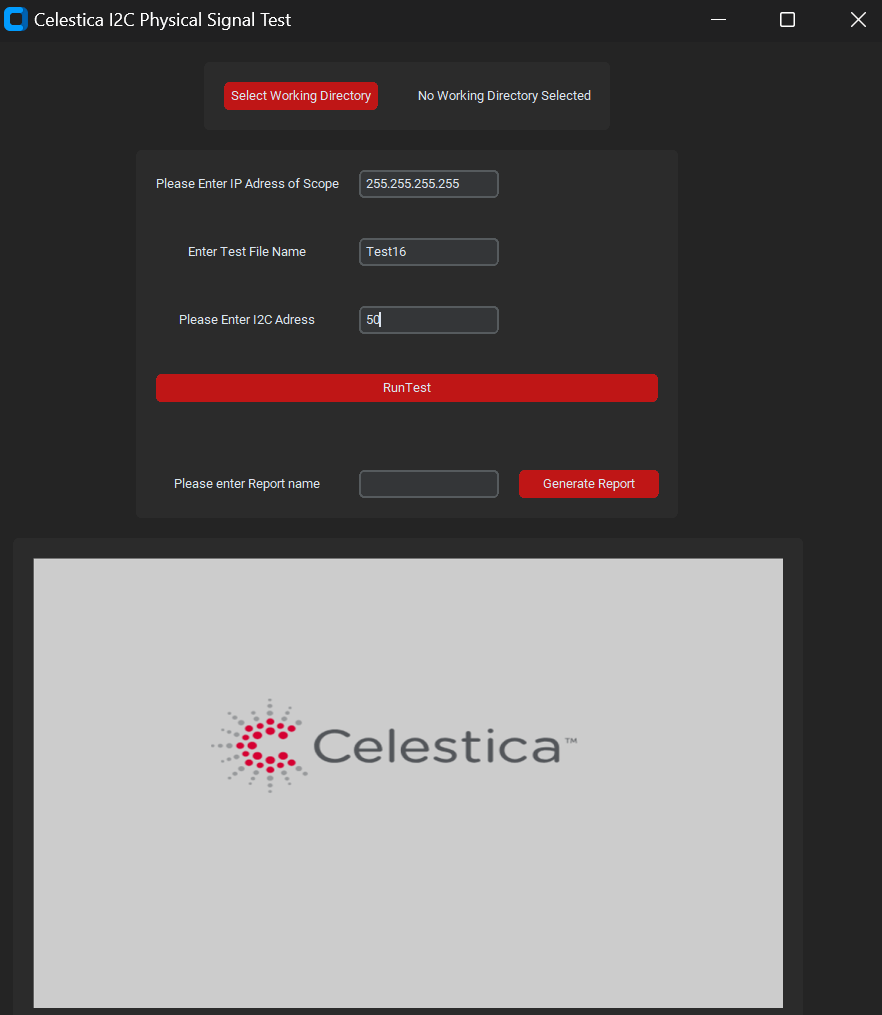 Celestica I2C Physical Signal Test
Select Working Directory No Working Directory Selected
Please Enter IP Adress of Scope 255.255.255.255
Enter Test File Name Test16
Please Enter I2C Adress 50
RunTest
Please enter Report name Generate Report
Celestica™